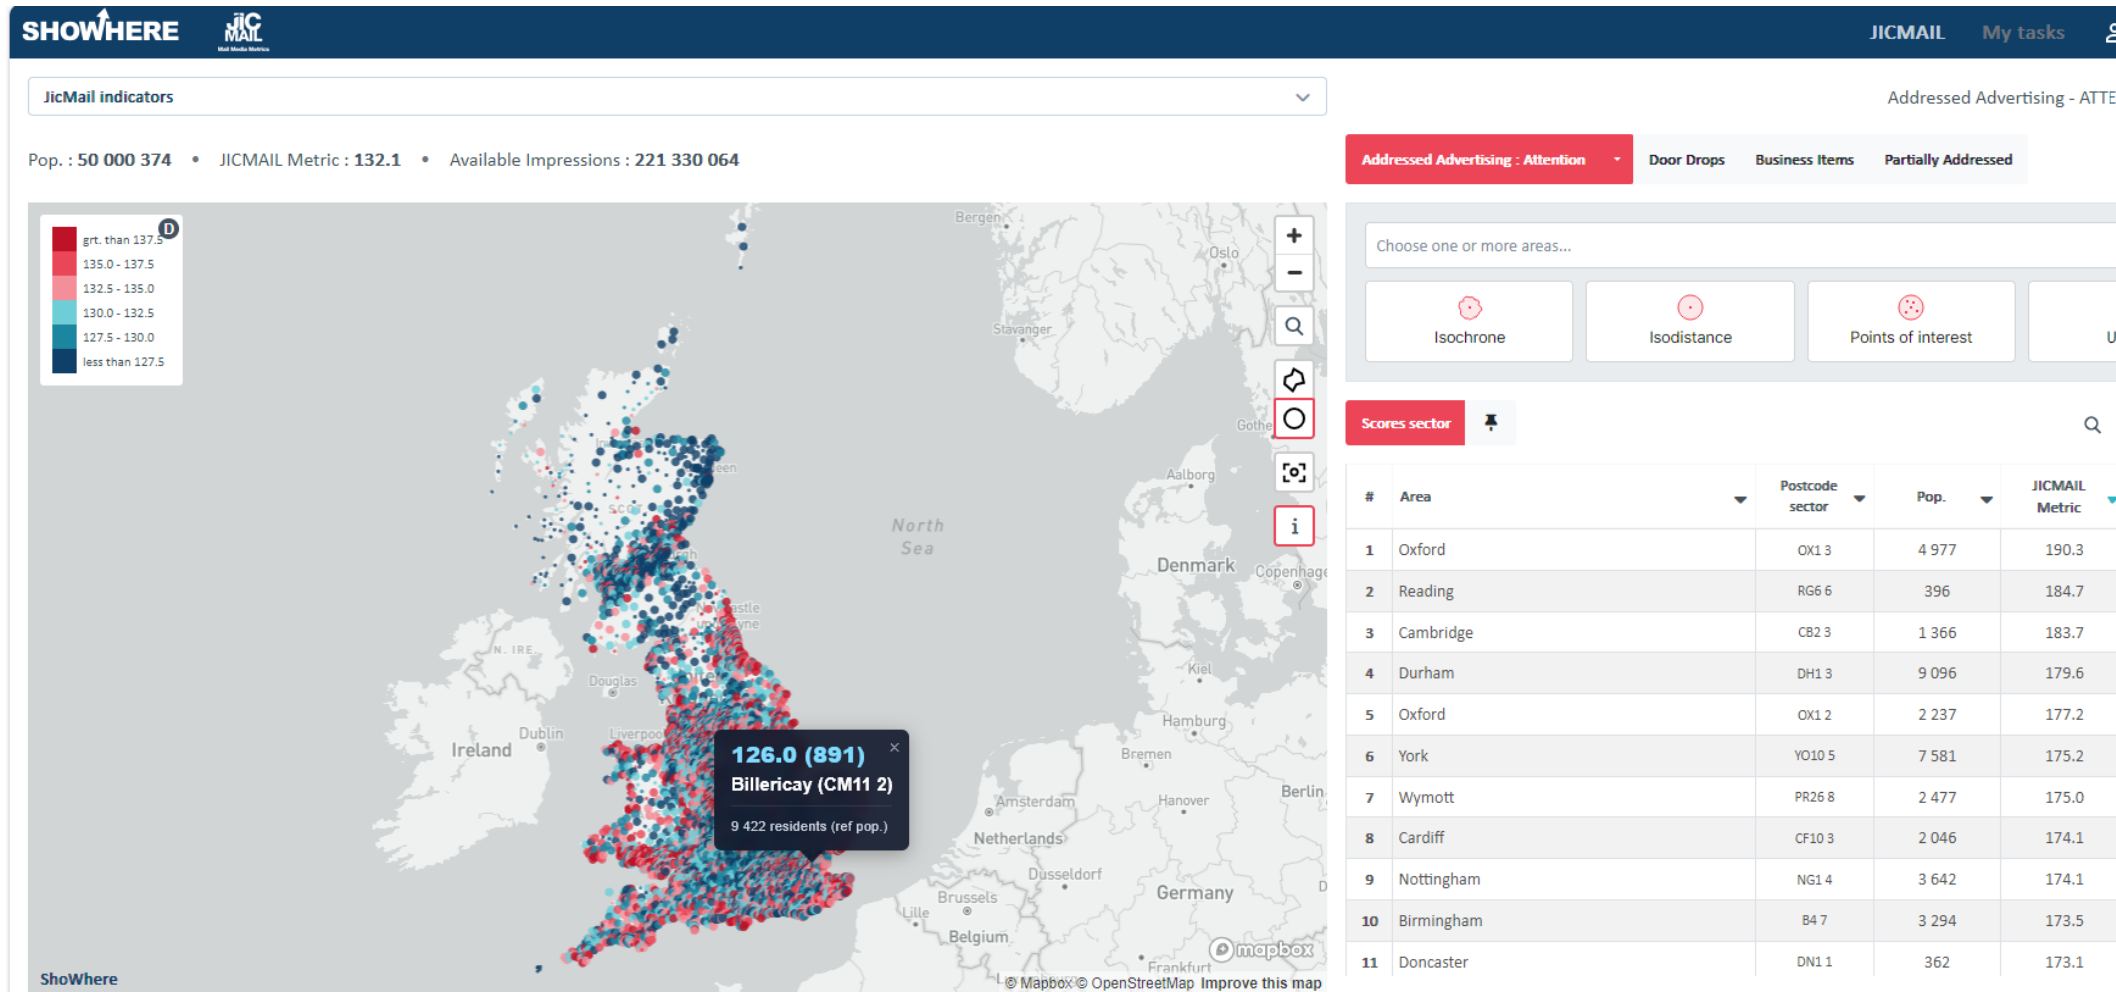 SHOWHERE
JIC MAIL
Mail Media Metrics
JICMAIL My tasks
JicMail indicators
Addressed Advertising - ATTE
Pop. : 50 000 374 • JICMAIL Metric : 132.1 • Available Impressions : 221 330 064
Addressed Advertising : Attention Door Drops Business Items Partially Addressed
D
grt. than 137.5
135.0 - 137.5
132.5 - 135.0
130.0 - 132.5
127.5 - 130.0
less than 127.5
Bergen
Oslo
Stavanger
Gothe
Aalborg
North
Sea
Denmark
Copenhage
Kiel
Hamburg
Bremen
Berlin
Amsterdam
Hanover
Netherlands
Düsseldorf
Germany
Brussels
Lille
Belgium
Frankfurt
N. IRE.
Douglas
Dublin
Ireland
Liverpoo
126.0 (891) ×
Billericay (CM11 2)
9 422 residents (ref pop.)
mapbox
ShoWhere
© Mapbox © OpenStreetMap Improve this map
Choose one or more areas...
Isochrone Isodistance Points of interest U
Scores sector
# Area Postcode sector Pop. JICMAIL Metric
1 Oxford OX1 3 4 977 190.3
2 Reading RG6 6 396 184.7
3 Cambridge CB2 3 1 366 183.7
4 Durham DH1 3 9 096 179.6
5 Oxford OX1 2 2 237 177.2
6 York YO10 5 7 581 175.2
7 Wymott PR26 8 2 477 175.0
8 Cardiff CF10 3 2 046 174.1
9 Nottingham NG1 4 3 642 174.1
10 Birmingham B4 7 3 294 173.5
11 Doncaster DN1 1 362 173.1